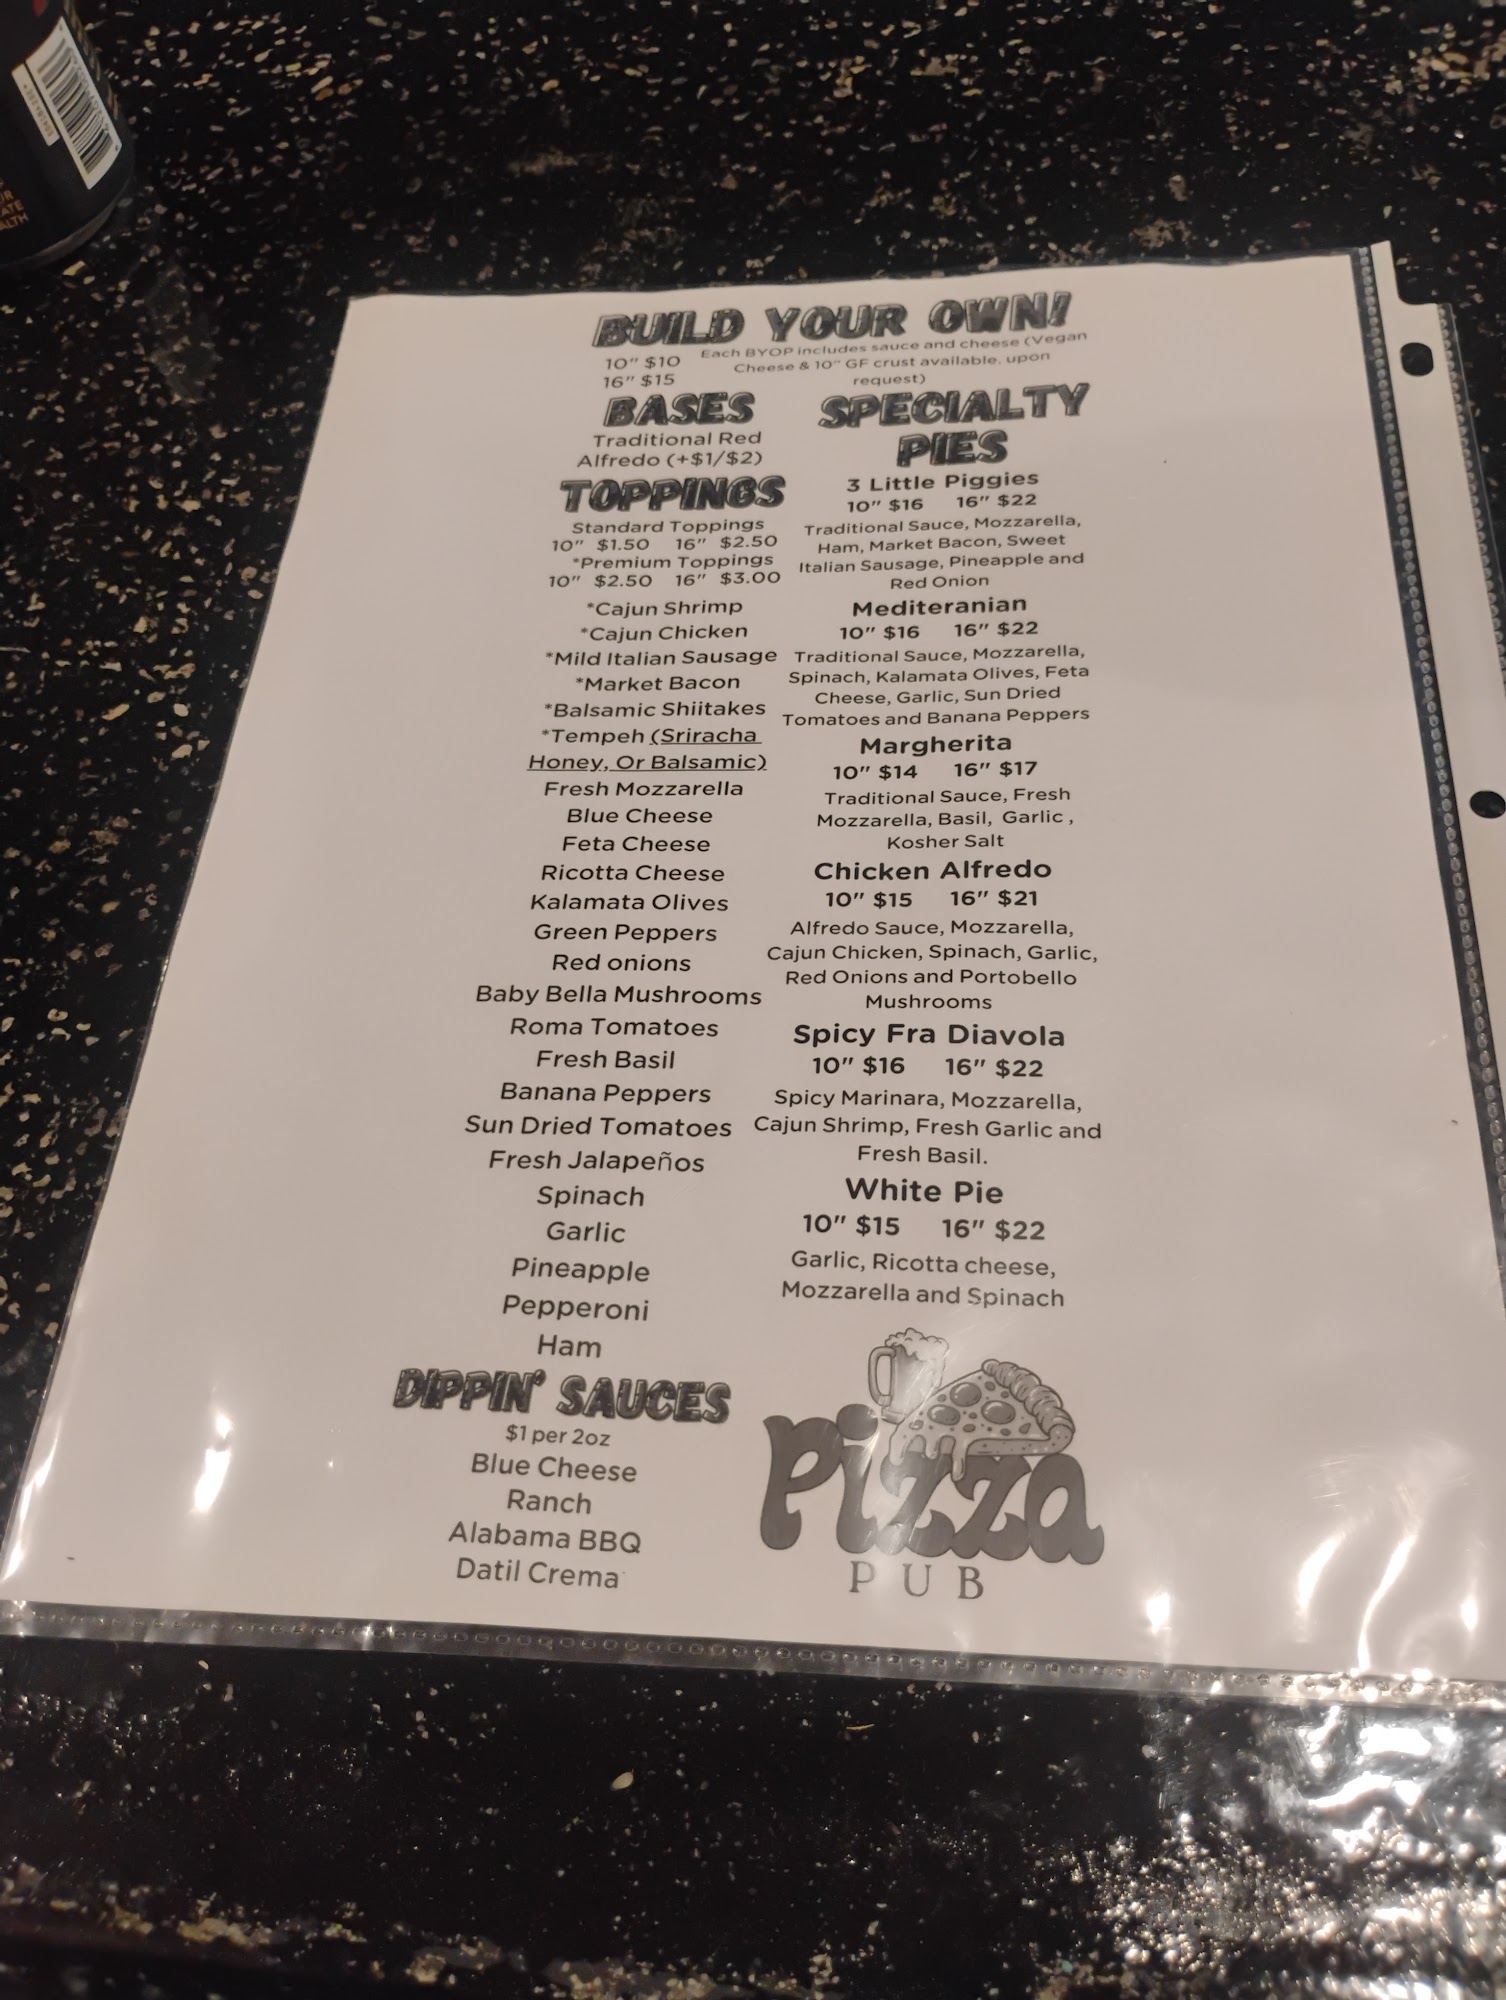 BUILD YOUR OWN!
10" $10
16" $15
Each BYOP includes sauce and cheese (Vegan
Cheese & 10" GF crust available. upon
request)
BASES
Traditional Red
Alfredo (+$1/$2)
TOPPINGS
Standard Toppings
10" $1.50 16" $2.50
*Premium Toppings
10" $2.50 16" $3.00
*Cajun Shrimp
*Cajun Chicken
*Mild Italian Sausage
*Market Bacon
*Balsamic Shiitakes
*Tempeh (Sriracha
Honey, Or Balsamic)
Fresh Mozzarella
Blue Cheese
Feta Cheese
Ricotta Cheese
Kalamata Olives
Green Peppers
Red onions
Baby Bella Mushrooms
Roma Tomatoes
Fresh Basil
Banana Peppers
Sun Dried Tomatoes
Fresh Jalapeños
Spinach
Garlic
Pineapple
Pepperoni
Ham
DIPPIN' SAUCES
$1 per 2oz
Blue Cheese
Ranch
Alabama BBQ
Datil Crema
SPECIALTY
PIES
3 Little Piggies
10" $16 16" $22
Traditional Sauce, Mozzarella,
Ham, Market Bacon, Sweet
Italian Sausage, Pineapple and
Red Onion
Mediteranian
10" $16 16" $22
Traditional Sauce, Mozzarella,
Spinach, Kalamata Olives, Feta
Cheese, Garlic, Sun Dried
Tomatoes and Banana Peppers
Margherita
10" $14 16" $17
Traditional Sauce, Fresh
Mozzarella, Basil, Garlic ,
Kosher Salt
Chicken Alfredo
10" $15 16" $21
Alfredo Sauce, Mozzarella,
Cajun Chicken, Spinach, Garlic,
Red Onions and Portobello
Mushrooms
Spicy Fra Diavola
10" $16 16" $22
Spicy Marinara, Mozzarella,
Cajun Shrimp, Fresh Garlic and
Fresh Basil.
White Pie
10" $15 16" $22
Garlic, Ricotta cheese,
Mozzarella and Spinach
Pizza
PUB